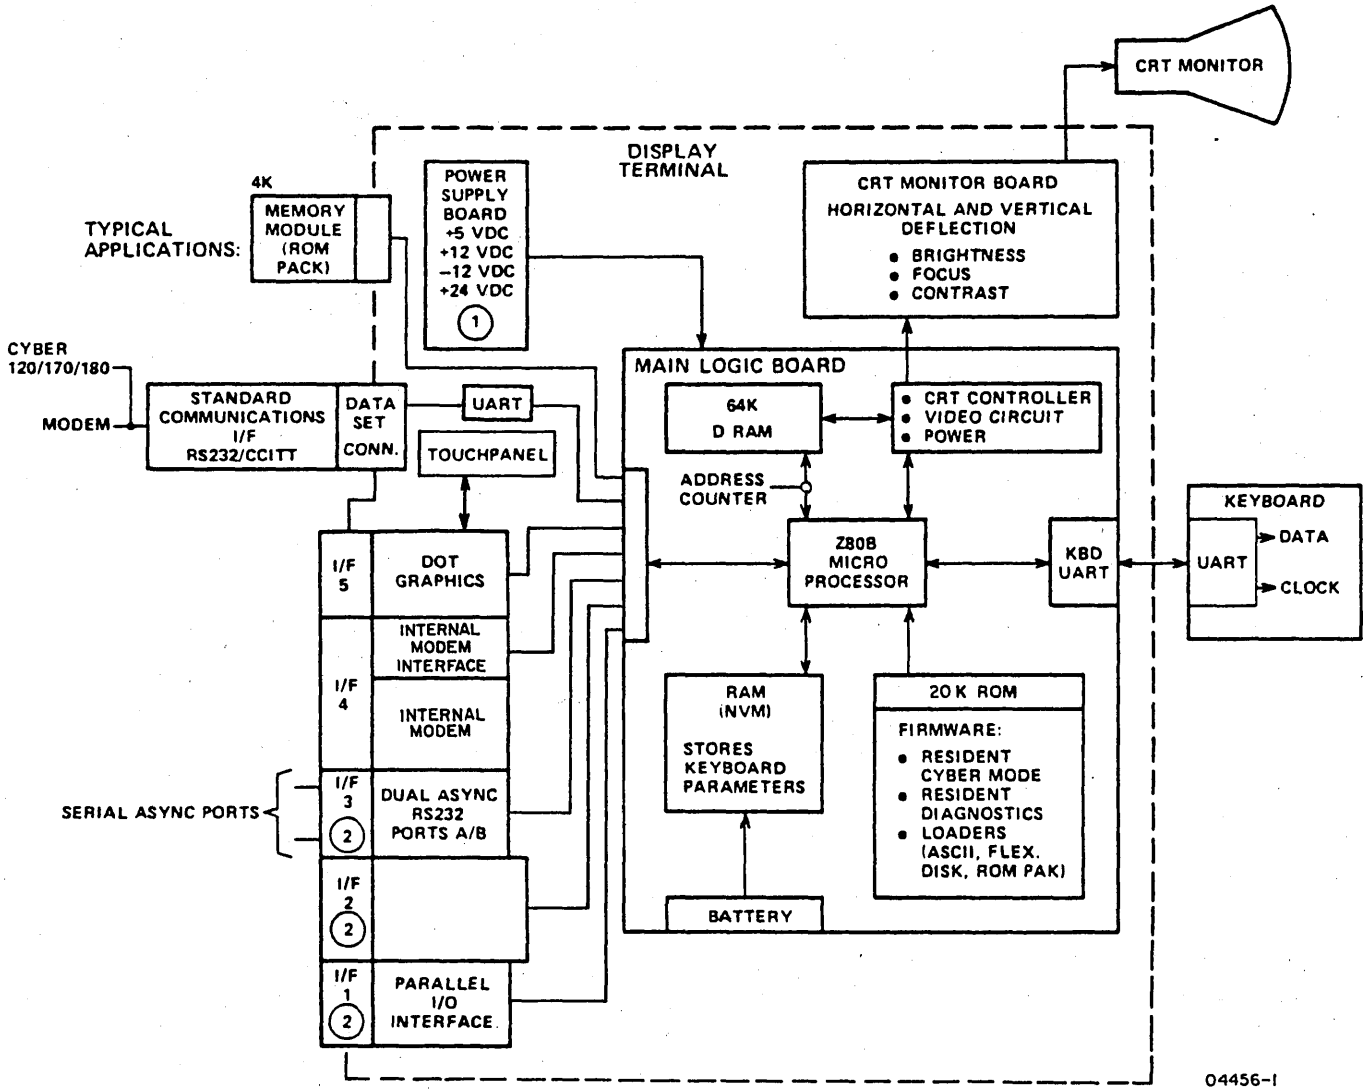 CRT MONITOR
DISPLAY
TERMINAL
4K
MEMORY
MODULE
(ROM
PACK)
TYPICAL
APPLICATIONS:
POWER
SUPPLY
BOARD
+5 VDC
+12 VDC
−12 VDC
+24 VDC
1
CRT MONITOR BOARD
HORIZONTAL AND VERTICAL
DEFLECTION
● BRIGHTNESS
● FOCUS
● CONTRAST
CYBER
120/170/180
MODEM
STANDARD
COMMUNICATIONS
I/F
RS232/CCITT
DATA
SET
CONN.
UART
TOUCHPANEL
MAIN LOGIC BOARD
64K
D RAM
● CRT CONTROLLER
● VIDEO CIRCUIT
● POWER
ADDRESS
COUNTER
Z80B
MICRO
PROCESSOR
KBD
UART
KEYBOARD
UART
DATA
CLOCK
I/F
5
DOT
GRAPHICS
I/F
4
INTERNAL
MODEM
INTERFACE
INTERNAL
MODEM
RAM
(NVM)
STORES
KEYBOARD
PARAMETERS
20K ROM
FIRMWARE:
● RESIDENT
CYBER MODE
● RESIDENT
DIAGNOSTICS
● LOADERS
(ASCII, FLEX.
DISK, ROM PAK)
BATTERY
SERIAL ASYNC PORTS
I/F
3
2
DUAL ASYNC
RS232
PORTS A/B
I/F
2
2
I/F
1
2
PARALLEL
I/O
INTERFACE.
04456-1